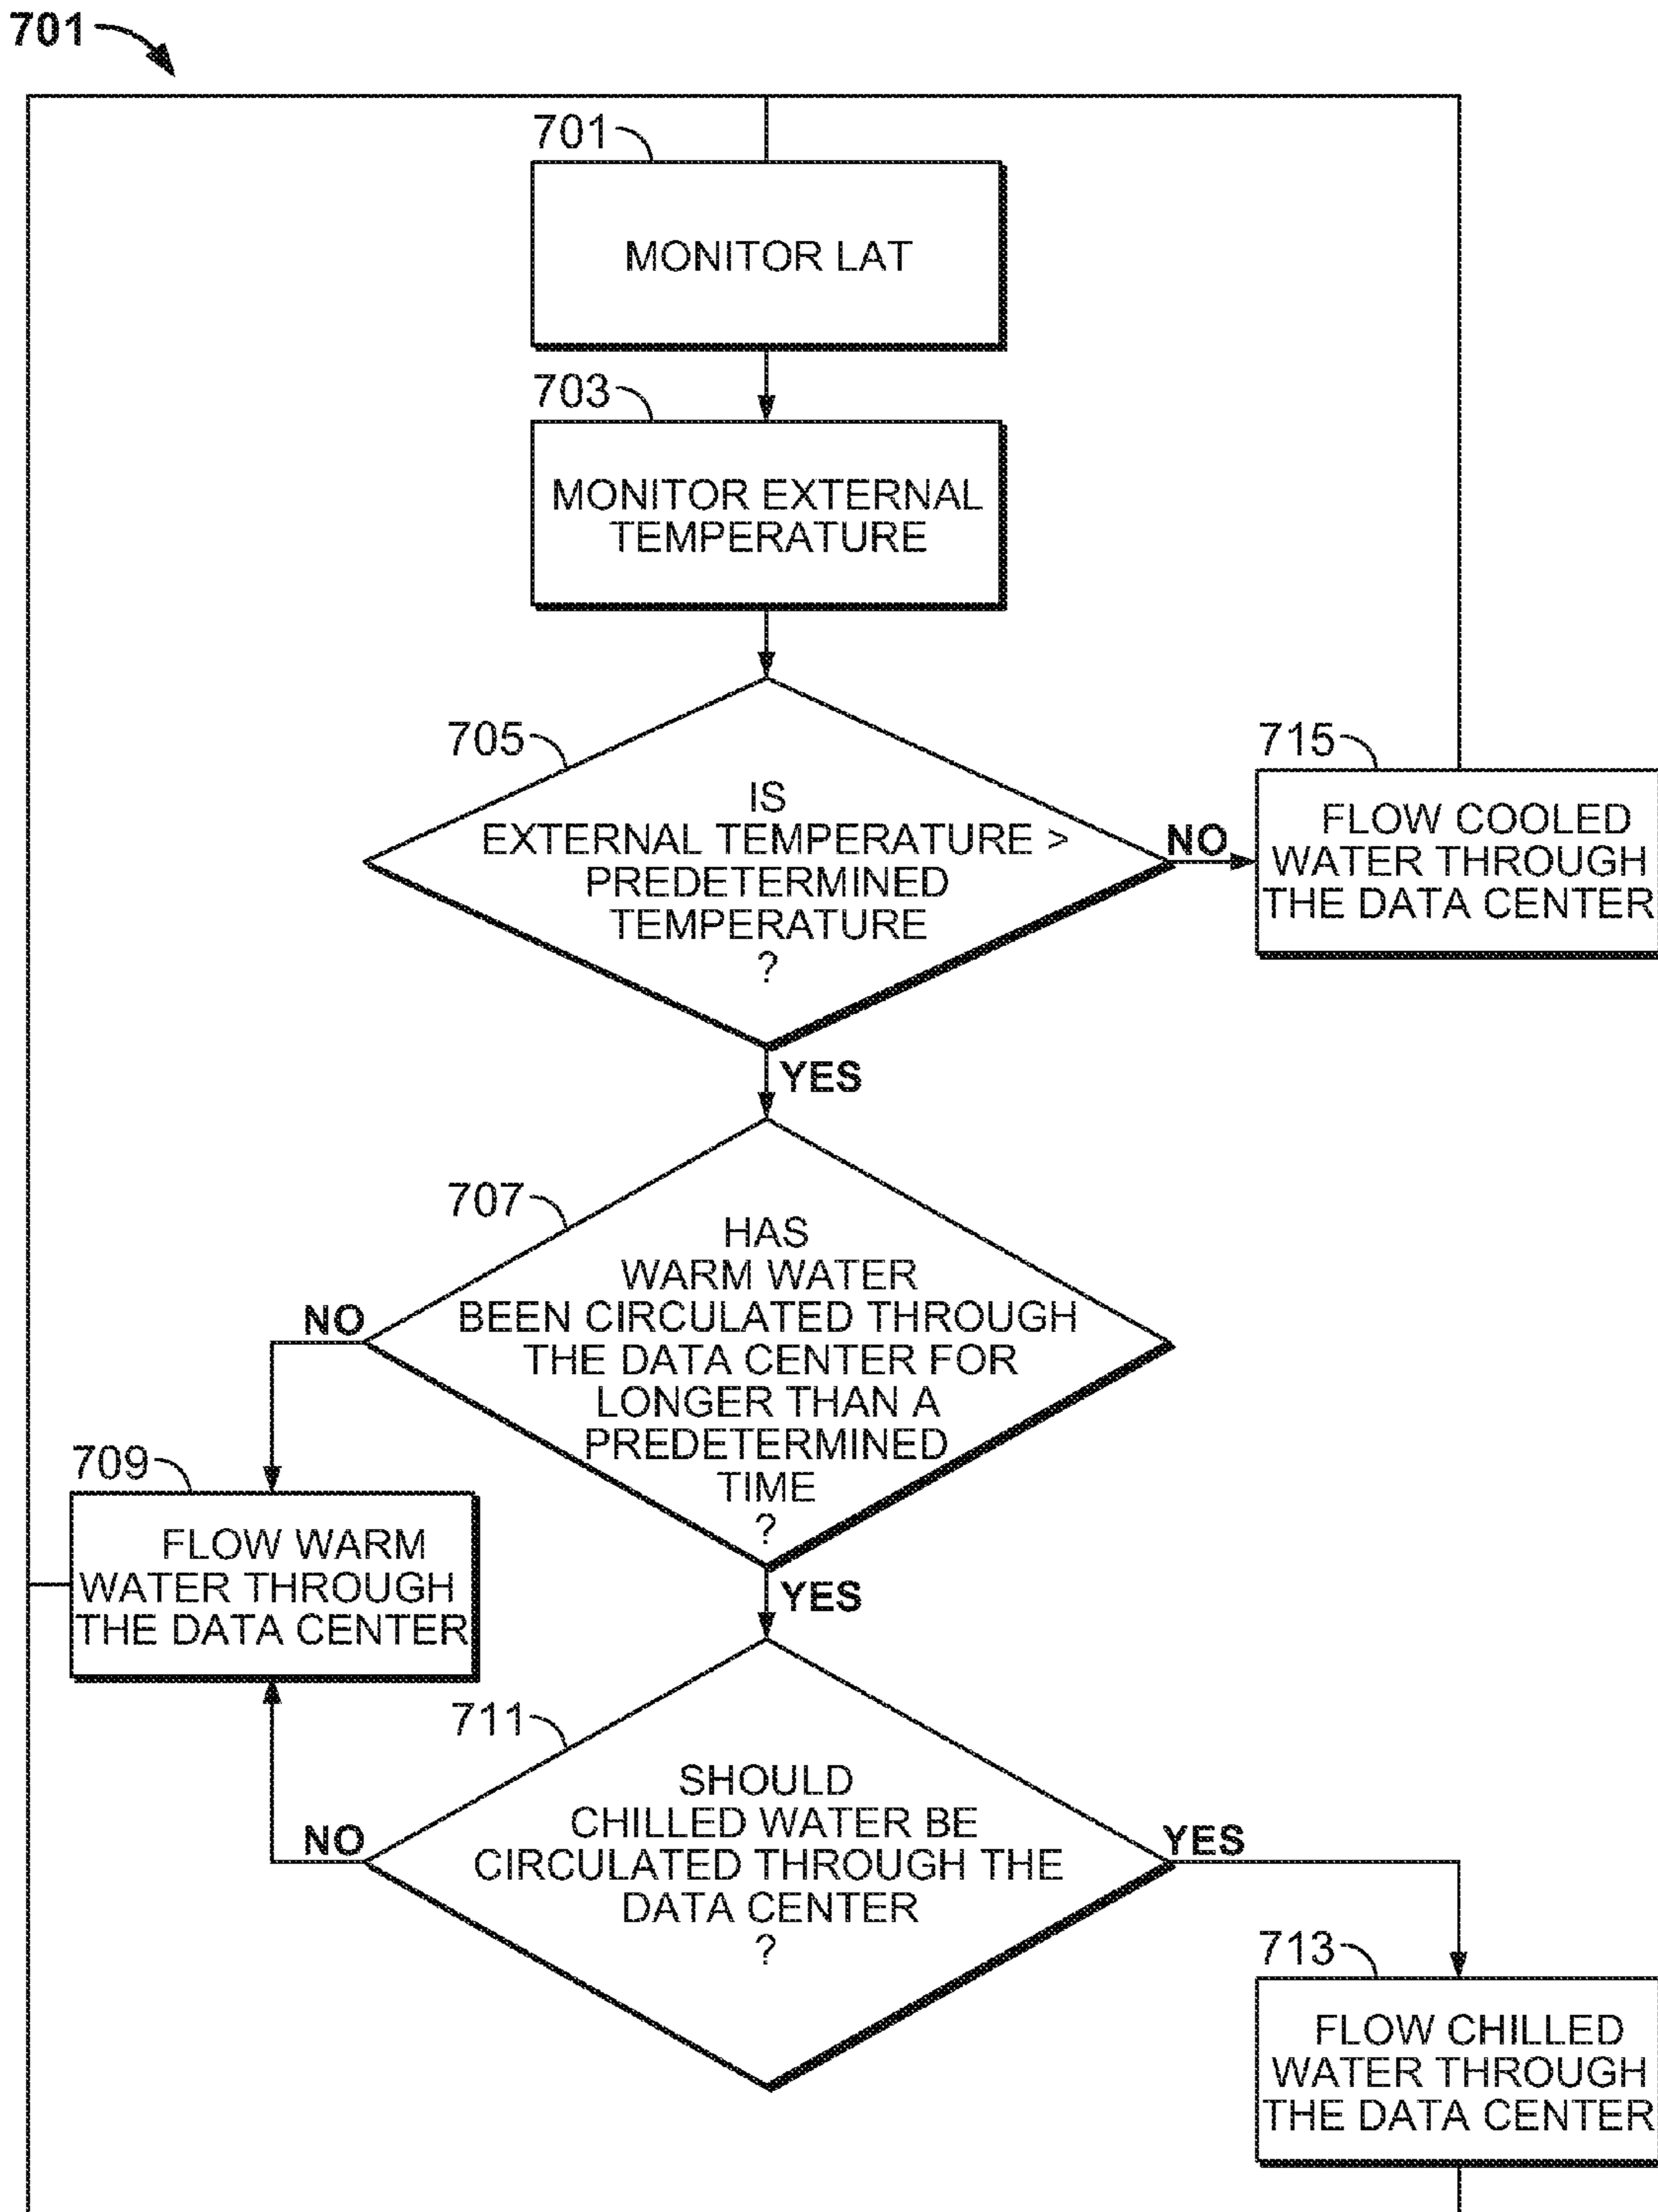 701
701
MONITOR LAT
703
MONITOR EXTERNAL
TEMPERATURE
705
IS
EXTERNAL TEMPERATURE >
PREDETERMINED
TEMPERATURE
?
NO
715
FLOW COOLED
WATER THROUGH
THE DATA CENTER
YES
707
HAS
WARM WATER
BEEN CIRCULATED THROUGH
THE DATA CENTER FOR
LONGER THAN A
PREDETERMINED
TIME
?
NO
709
FLOW WARM
WATER THROUGH
THE DATA CENTER
YES
711
SHOULD
CHILLED WATER BE
CIRCULATED THROUGH THE
DATA CENTER
?
NO
YES
713
FLOW CHILLED
WATER THROUGH
THE DATA CENTER